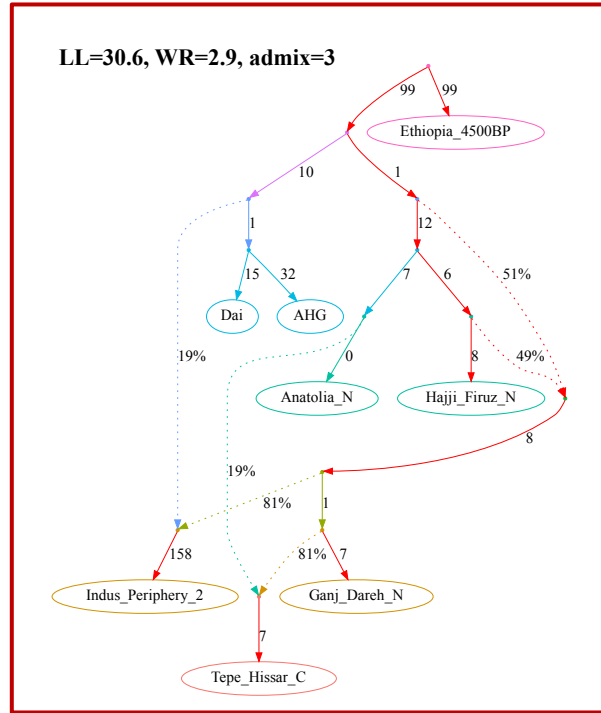 LL=30.6, WR=2.9, admix=3
99
99
Ethiopia_4500BP
10
1
1
12
15
32
7
6
51%
Dai
AHG
19%
0
8
49%
Anatolia_N
Hajji_Firuz_N
8
19%
81%
1
158
81%
7
Indus_Periphery_2
Ganj_Dareh_N
7
Tepe_Hissar_C